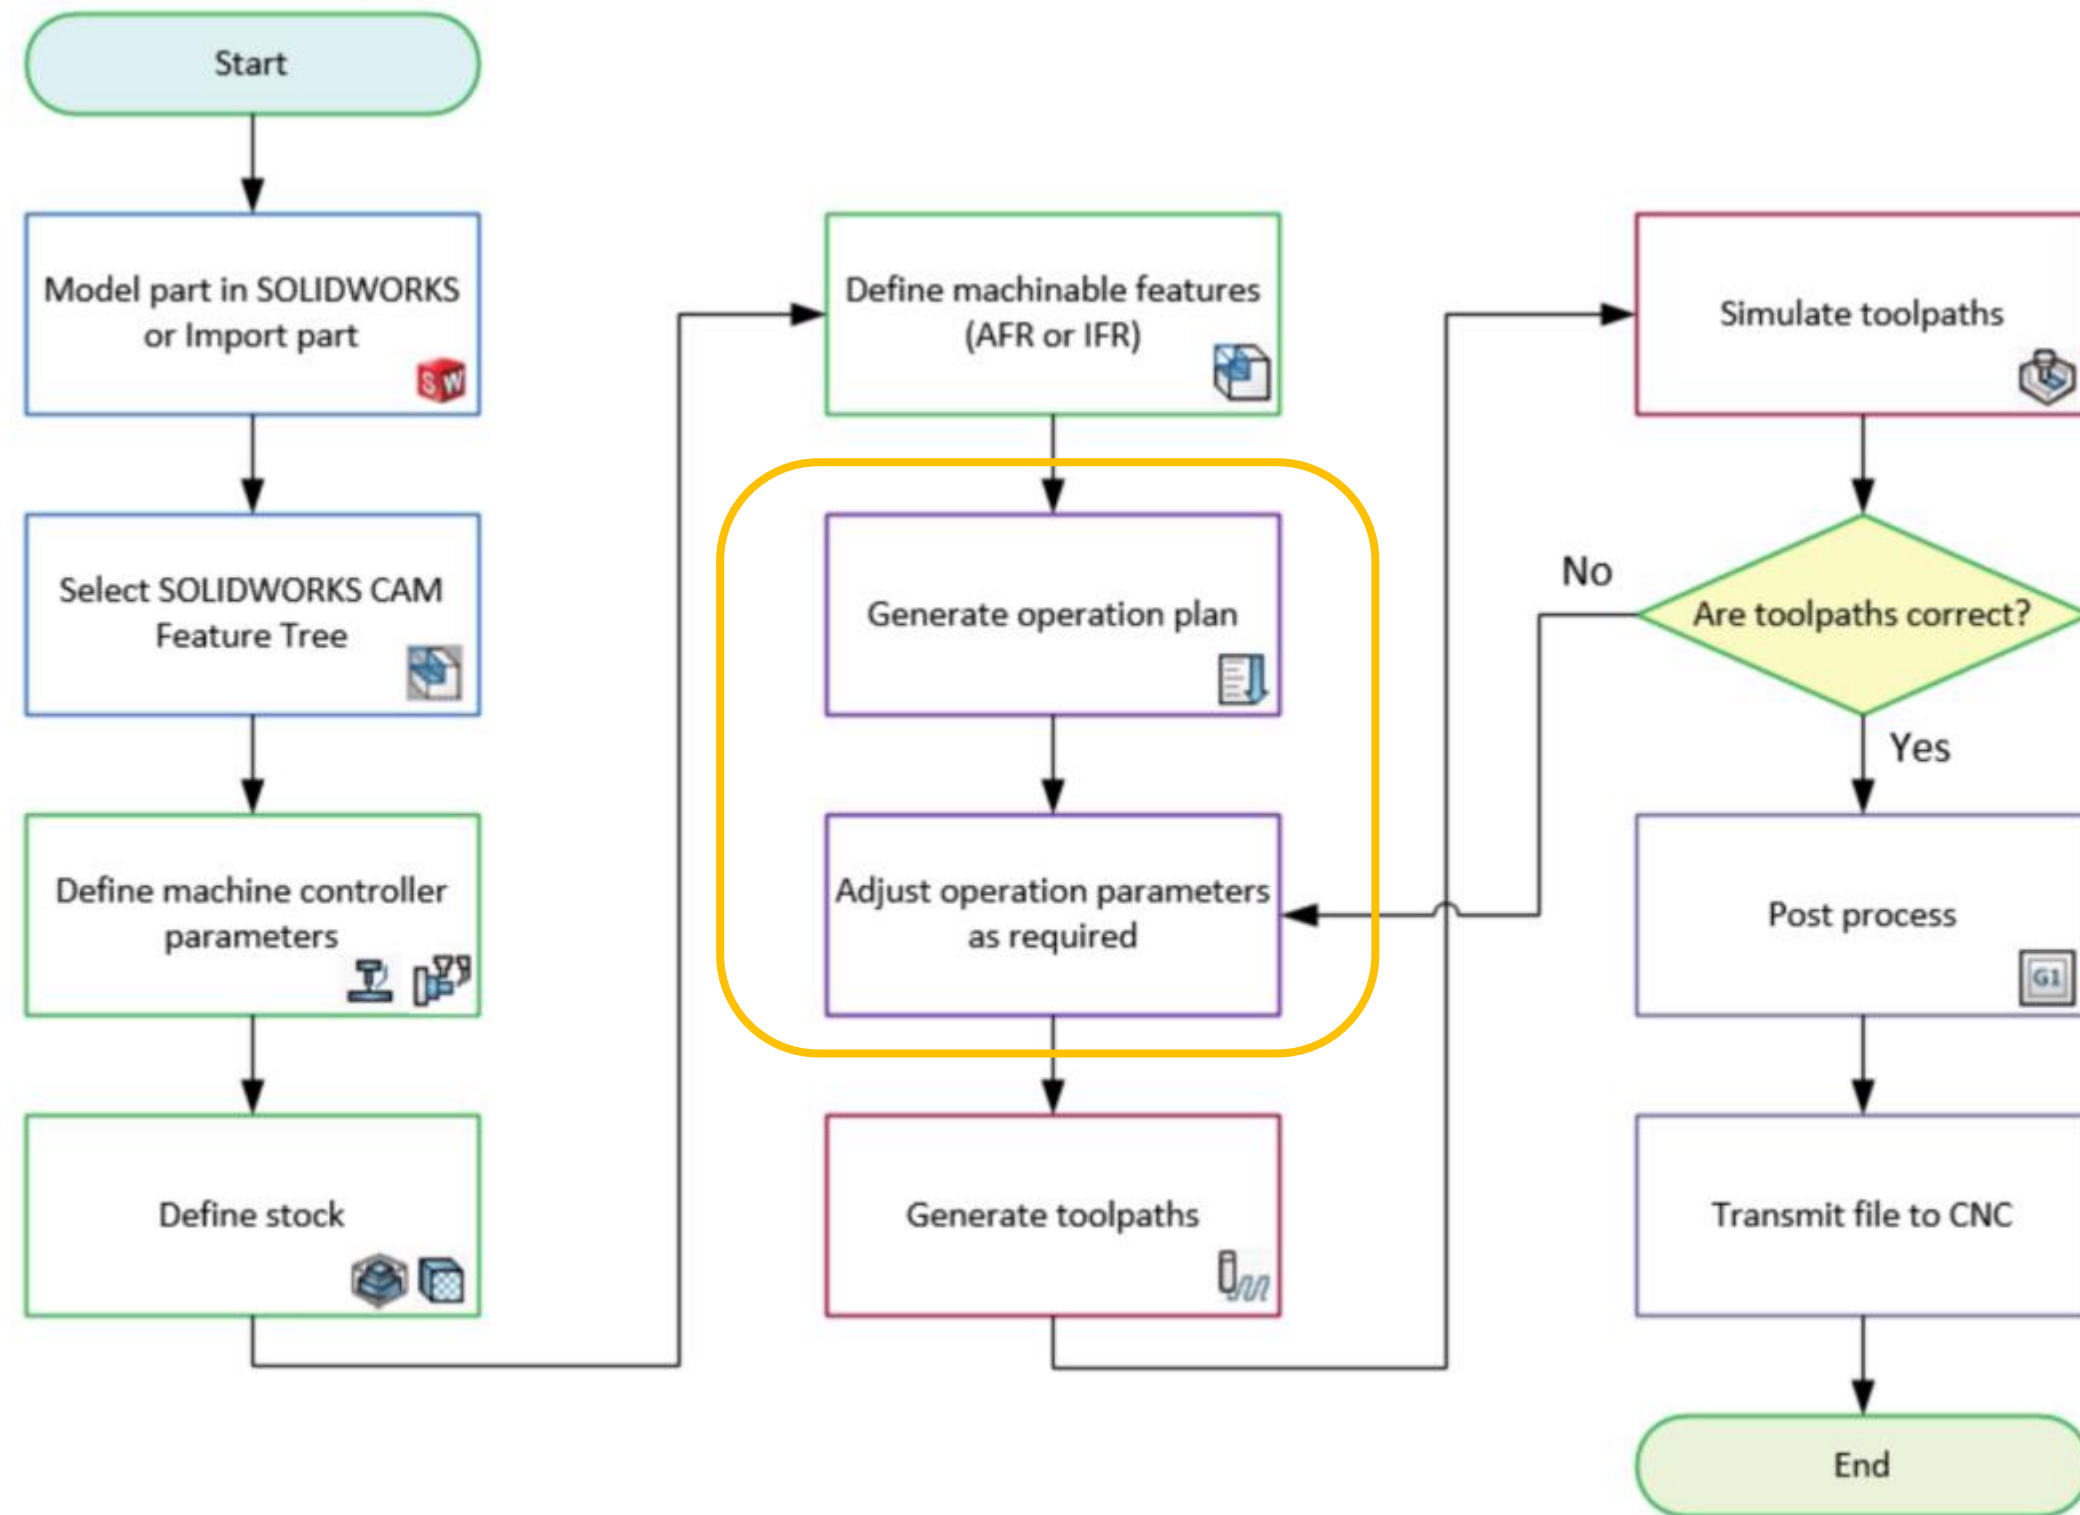 Start
Model part in SOLIDWORKS
or Import part
SW
Select SOLIDWORKS CAM
Feature Tree
Define machine controller
parameters
Define stock
Define machinable features
(AFR or IFR)
Generate operation plan
Adjust operation parameters
as required
Generate toolpaths
Simulate toolpaths
Are toolpaths correct?
No
Yes
Post process
G1
Transmit file to CNC
End